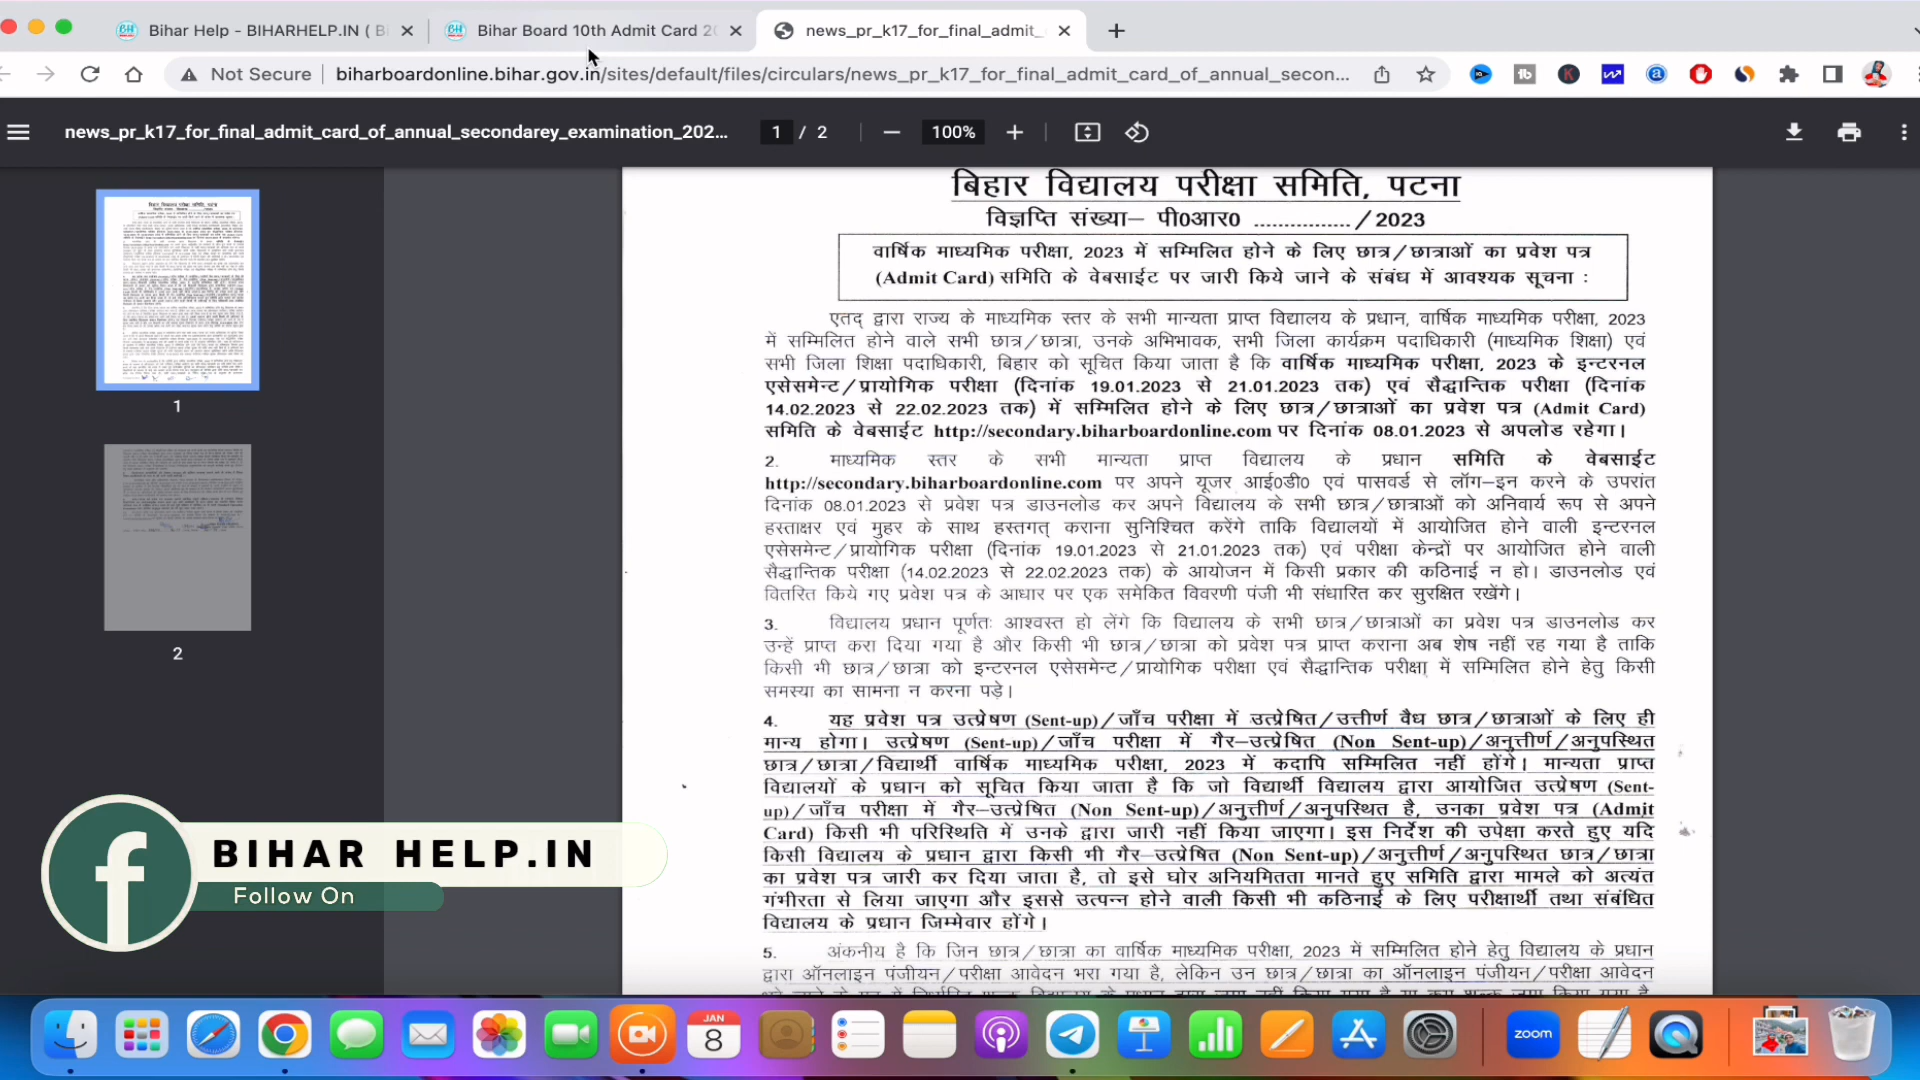 Bihar Help - BIHARHELP.IN ( B
Bihar Board 10th Admit Card 20
news_pr_k17_for_final_admit_
Not Secure
biharboardonline.bihar.gov.in/sites/default/files/circulars/news_pr_k17_for_final_admit_card_of_annual_secon...
news_pr_k17_for_final_admit_card_of_annual_secondarey_examination_202...
1 / 2
100%
1
2
बिहार विद्यालय परीक्षा समिति, पटना
विज्ञप्ति संख्या– पी0आर0 ................ / 2023
वार्षिक माध्यमिक परीक्षा, 2023 में सम्मिलित होने के लिए छात्र/छात्राओं का प्रवेश पत्र
(Admit Card) समिति के वेबसाईट पर जारी किये जाने के संबंध में आवश्यक सूचना :
एतद् द्वारा राज्य के माध्यमिक स्तर के सभी मान्यता प्राप्त विद्यालय के प्रधान, वार्षिक माध्यमिक परीक्षा, 2023
में सम्मिलित होने वाले सभी छात्र/छात्रा, उनके अभिभावक, सभी जिला कार्यक्रम पदाधिकारी (माध्यमिक शिक्षा) एवं
सभी जिला शिक्षा पदाधिकारी, बिहार को सूचित किया जाता है कि वार्षिक माध्यमिक परीक्षा, 2023 के इन्टरनल
एसेसमेन्ट/प्रायोगिक परीक्षा (दिनांक 19.01.2023 से 21.01.2023 तक) एवं सैद्धान्तिक परीक्षा (दिनांक
14.02.2023 से 22.02.2023 तक) में सम्मिलित होने के लिए छात्र/छात्राओं का प्रवेश पत्र (Admit Card)
समिति के वेबसाईट http://secondary.biharboardonline.com पर दिनांक 08.01.2023 से अपलोड रहेगा।
2. माध्यमिक स्तर के सभी मान्यता प्राप्त विद्यालय के प्रधान समिति के वेबसाईट
http://secondary.biharboardonline.com पर अपने यूजर आई0डी0 एवं पासवर्ड से लॉग–इन करने के उपरांत
दिनांक 08.01.2023 से प्रवेश पत्र डाउनलोड कर अपने विद्यालय के सभी छात्र/छात्राओं को अनिवार्य रूप से अपने
हस्ताक्षर एवं मुहर के साथ हस्तगत् कराना सुनिश्चित करेंगे ताकि विद्यालयों में आयोजित होने वाली इन्टरनल
एसेसमेन्ट/प्रायोगिक परीक्षा (दिनांक 19.01.2023 से 21.01.2023 तक) एवं परीक्षा केन्द्रों पर आयोजित होने वाली
सैद्धान्तिक परीक्षा (14.02.2023 से 22.02.2023 तक) के आयोजन में किसी प्रकार की कठिनाई न हो। डाउनलोड एवं
वितरित किये गए प्रवेश पत्र के आधार पर एक समेकित विवरणी पंजी भी संधारित कर सुरक्षित रखेंगे।
3. विद्यालय प्रधान पूर्णतः आश्वस्त हो लेंगे कि विद्यालय के सभी छात्र/छात्राओं का प्रवेश पत्र डाउनलोड कर
उन्हें प्राप्त करा दिया गया है और किसी भी छात्र/छात्रा को प्रवेश पत्र प्राप्त कराना अब शेष नहीं रह गया है ताकि
किसी भी छात्र/छात्रा को इन्टरनल एसेसमेन्ट/प्रायोगिक परीक्षा एवं सैद्धान्तिक परीक्षा में सम्मिलित होने हेतु किसी
समस्या का सामना न करना पड़े।
4. यह प्रवेश पत्र उत्प्रेषण (Sent-up)/जाँच परीक्षा में उत्प्रेषित/उत्तीर्ण वैध छात्र/छात्राओं के लिए ही
मान्य होगा। उत्प्रेषण (Sent-up)/जाँच परीक्षा में गैर–उत्प्रेषित (Non Sent-up)/अनुत्तीर्ण/अनुपस्थित
छात्र/छात्रा/विद्यार्थी वार्षिक माध्यमिक परीक्षा, 2023 में कदापि सम्मिलित नहीं होंगे। मान्यता प्राप्त
विद्यालयों के प्रधान को सूचित किया जाता है कि जो विद्यार्थी विद्यालय द्वारा आयोजित उत्प्रेषण (Sent-
up)/जाँच परीक्षा में गैर–उत्प्रेषित (Non Sent-up)/अनुत्तीर्ण/अनुपस्थित है, उनका प्रवेश पत्र (Admit
Card) किसी भी परिस्थिति में उनके द्वारा जारी नहीं किया जाएगा। इस निर्देश की उपेक्षा करते हुए यदि
किसी विद्यालय के प्रधान द्वारा किसी भी गैर–उत्प्रेषित (Non Sent-up)/अनुत्तीर्ण/अनुपस्थित छात्र/छात्रा
का प्रवेश पत्र जारी कर दिया जाता है, तो इसे घोर अनियमितता मानते हुए समिति द्वारा मामले को अत्यंत
गंभीरता से लिया जाएगा और इससे उत्पन्न होने वाली किसी भी कठिनाई के लिए परीक्षार्थी तथा संबंधित
विद्यालय के प्रधान जिम्मेवार होंगे।
5. अंकनीय है कि जिन छात्र/छात्रा का वार्षिक माध्यमिक परीक्षा, 2023 में सम्मिलित होने हेतु विद्यालय के प्रधान
द्वारा ऑनलाइन पंजीयन/परीक्षा आवेदन भरा गया है, लेकिन उन छात्र/छात्रा का ऑनलाइन पंजीयन/परीक्षा आवेदन
BIHAR HELP.IN
Follow On
JAN
8
zoom